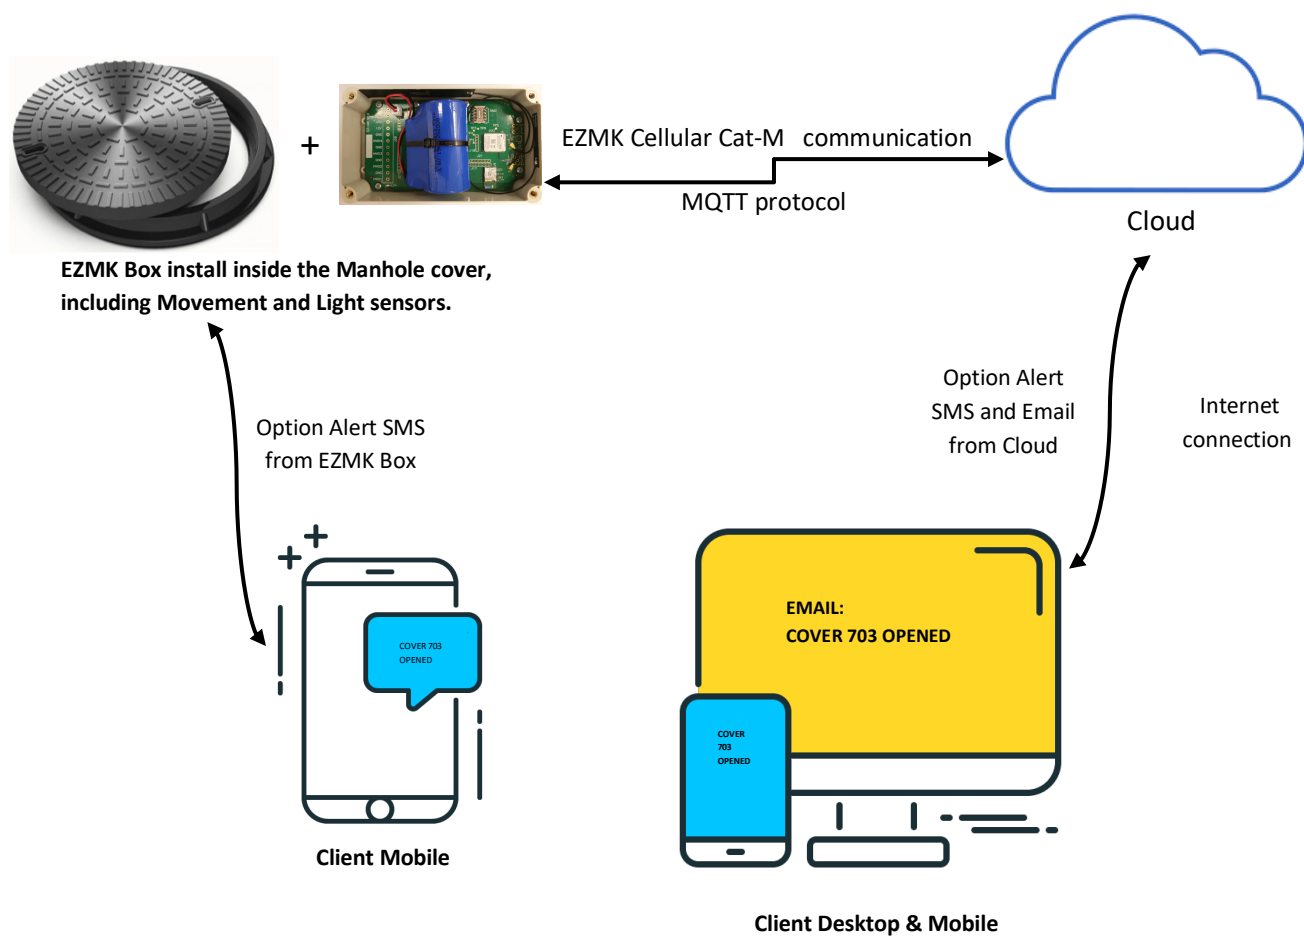 +
EZMK Cellular Cat-M communication
MQTT protocol
Cloud
EZMK Box install inside the Manhole cover,
including Movement and Light sensors.
Option Alert SMS
from EZMK Box
Option Alert
SMS and Email
from Cloud
Internet
connection
COVER 703
OPENED
EMAIL:
COVER 703 OPENED
COVER
703
OPENED
Client Mobile
Client Desktop & Mobile